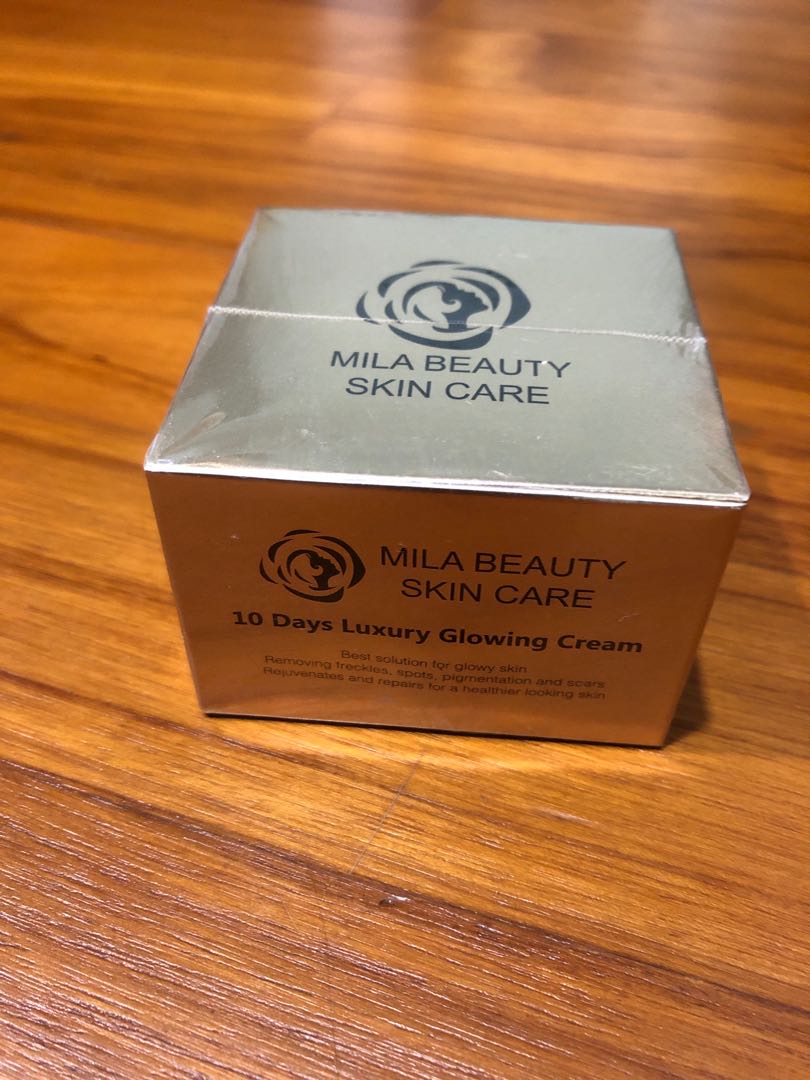 MILA BEAUTY
SKIN CARE
MILA BEAUTY
SKIN CARE
10 Days Luxury Glowing Cream
Best solution for glowy skin
Removing freckles, spots, pigmentation and scars
Rejuvenates and repairs for a healthier looking skin